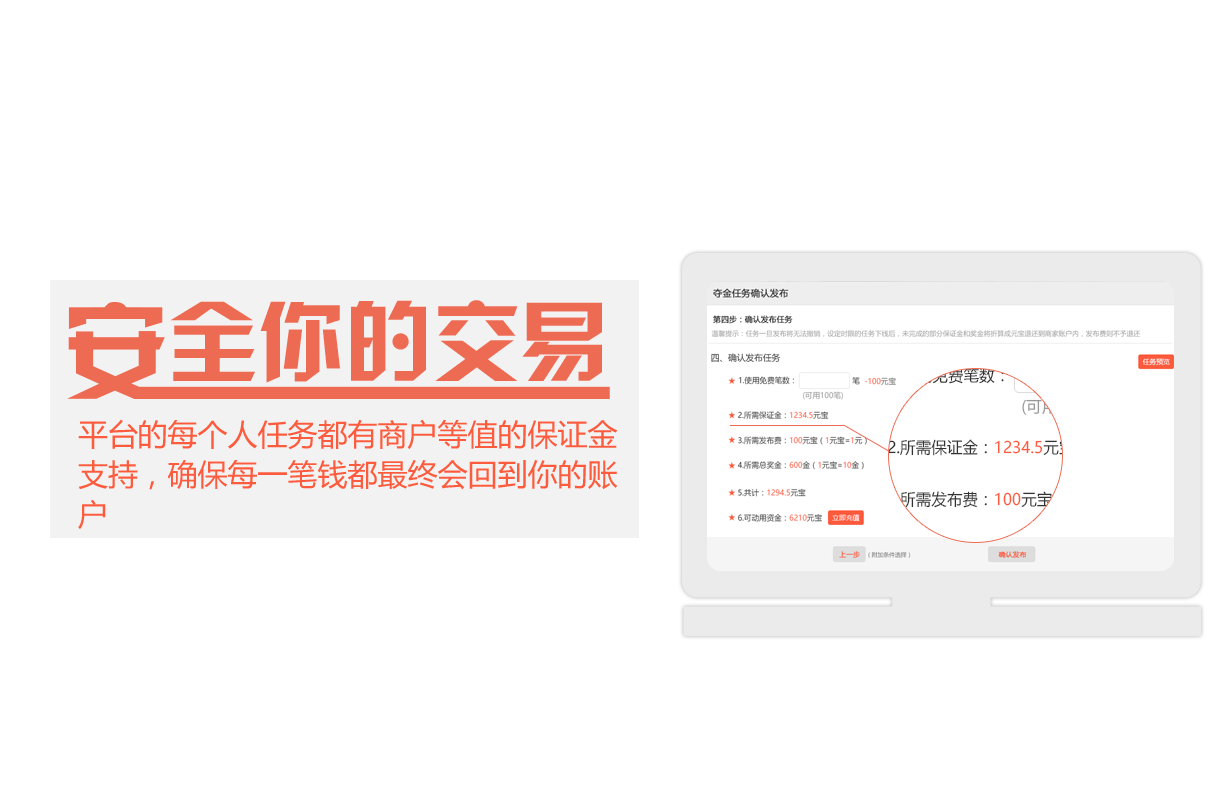 安全你的交易
平台的每个人任务都有商户等值的保证金
支持，确保每一笔钱都最终会回到你的账
户
夺金任务确认发布
第四步：确认发布任务
温馨提示：任务一旦发布将无法撤销，设定时限的任务下线后，未完成的部分保证金和奖金将折算成元宝退还到商家账户内，发布费则不予退还
四、确认发布任务
任务预览
★ 1.使用免费笔数： 笔 -100元宝
(可用100笔)
★ 2.所需保证金：1234.5元宝
★ 3.所需发布费：100元宝（1元宝=1元）
★ 4.所需总奖金：600金（1元宝=10金）
★ 5.共计：1294.5元宝
★ 6.可动用资金：6210元宝 立即充值
免费笔数：
(可用
2.所需保证金：1234.5元宝
所需发布费：100元宝
上一步 （附加条件选择） 确认发布